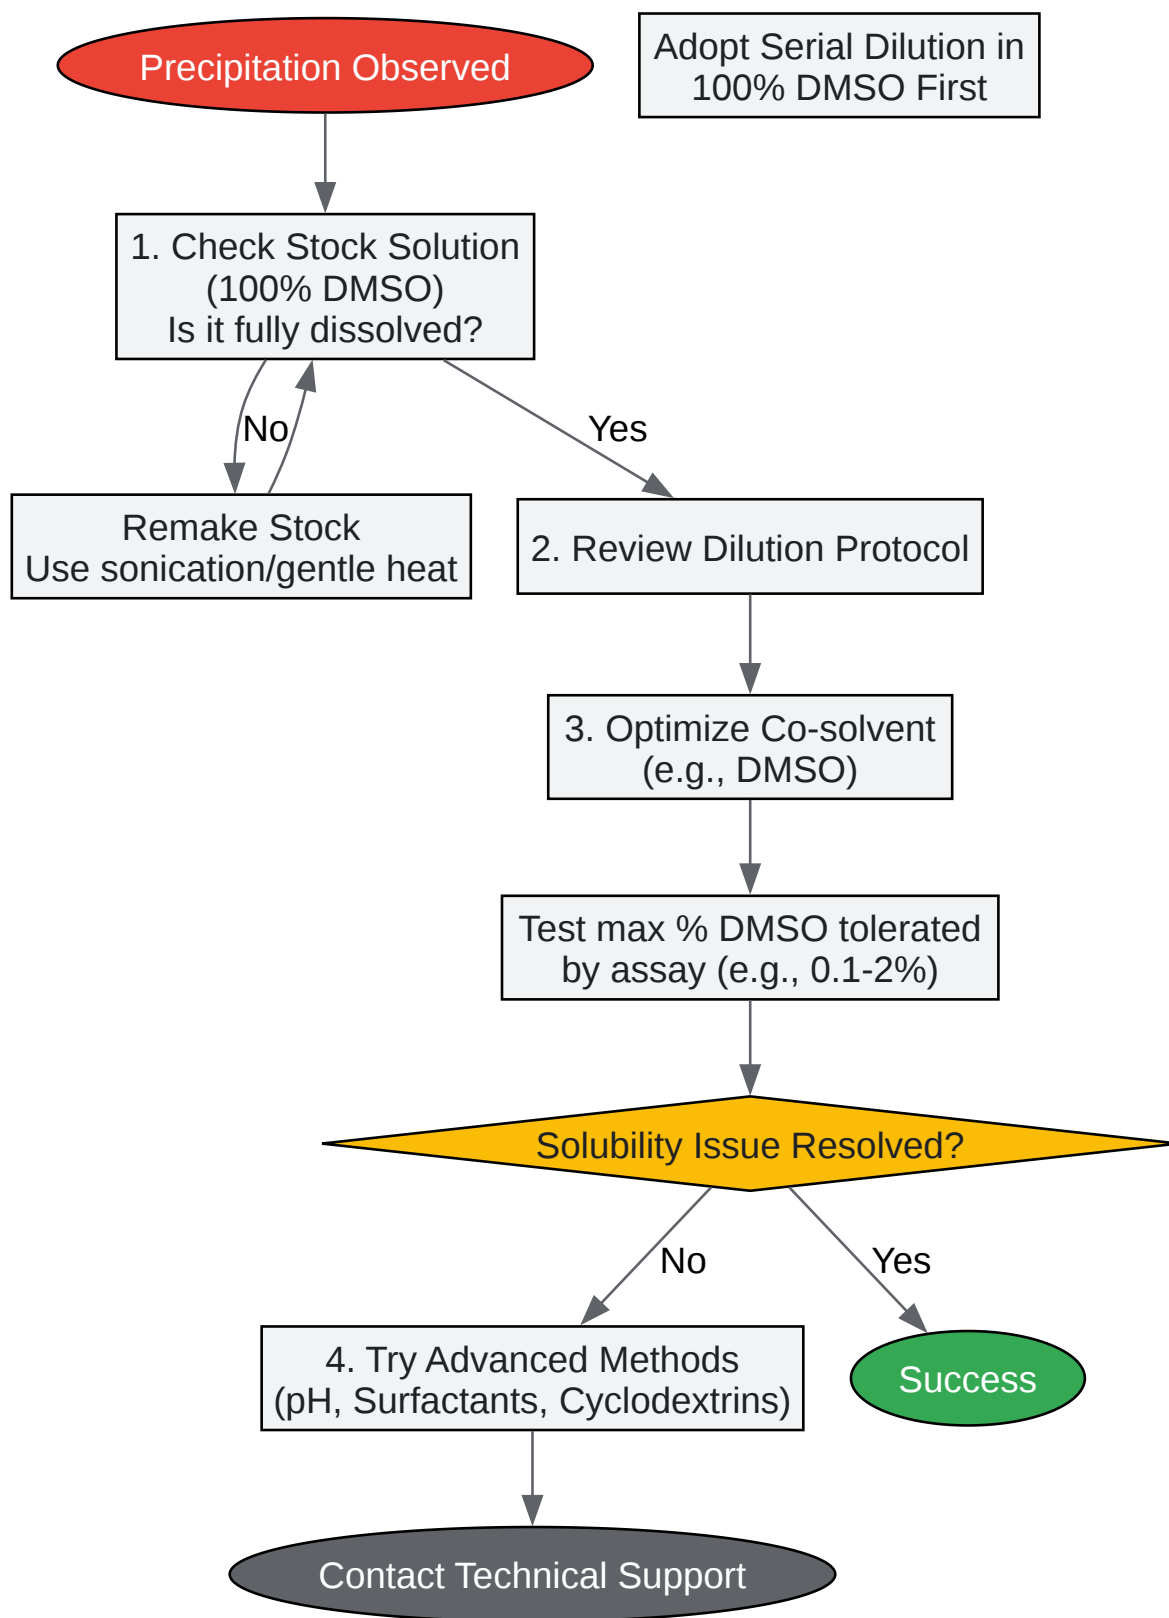 Precipitation Observed
Adopt Serial Dilution in
100% DMSO First
1. Check Stock Solution
(100% DMSO)
Is it fully dissolved?
No
Yes
Remake Stock
Use sonication/gentle heat
2. Review Dilution Protocol
3. Optimize Co-solvent
(e.g., DMSO)
Test max % DMSO tolerated
by assay (e.g., 0.1-2%)
Solubility Issue Resolved?
No
Yes
4. Try Advanced Methods
(pH, Surfactants, Cyclodextrins)
Success
Contact Technical Support